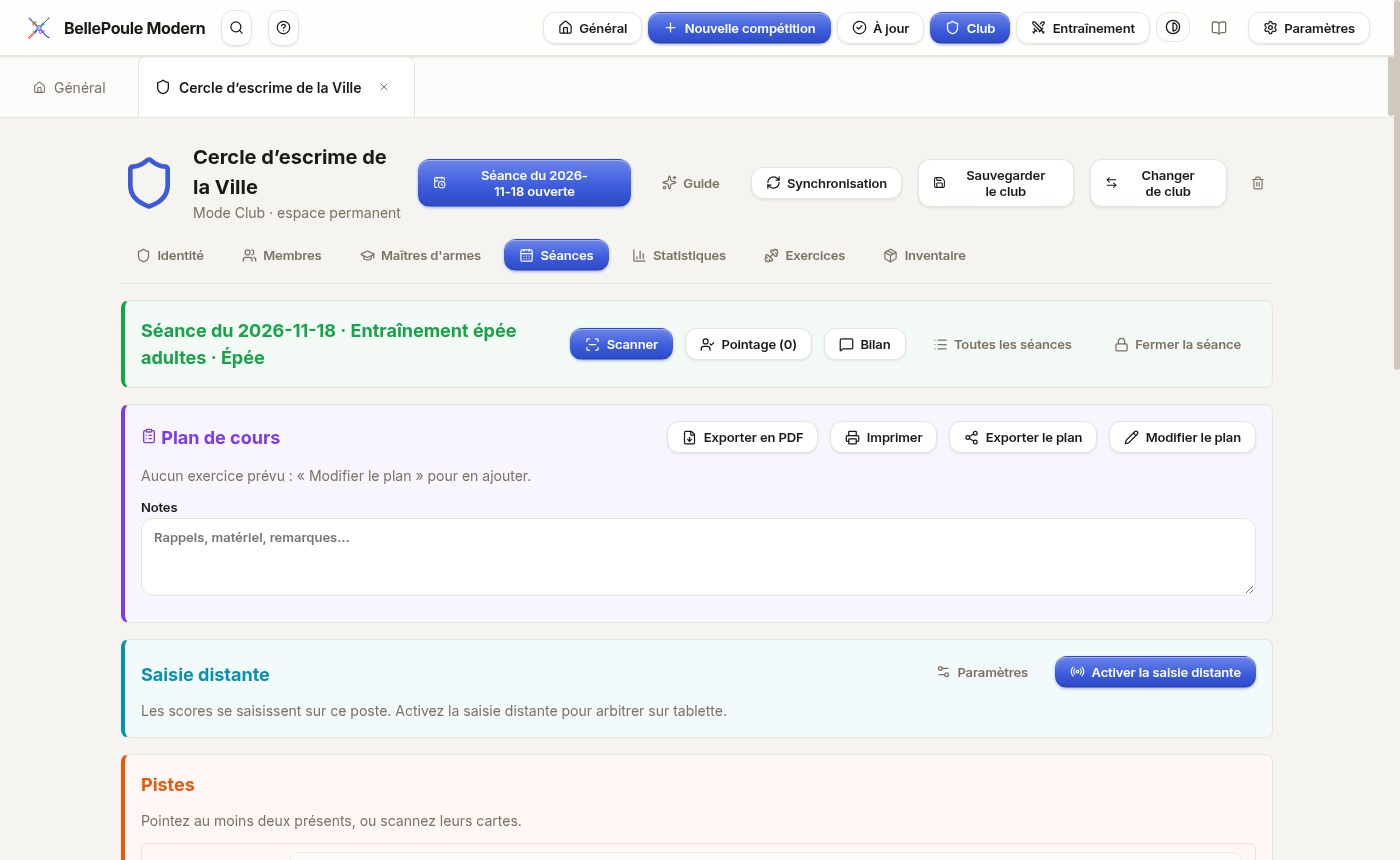 BellePoule Modern
Général
Nouvelle compétition
À jour
Club
Entraînement
Paramètres
Général
Cercle d’escrime de la Ville
Cercle d’escrime de
la Ville
Mode Club · espace permanent
Séance du 2026-
11-18 ouverte
Guide
Synchronisation
Sauvegarder
le club
Changer
de club
Identité
Membres
Maîtres d'armes
Séances
Statistiques
Exercices
Inventaire
Séance du 2026-11-18 · Entraînement épée
adultes · Épée
Scanner
Pointage (0)
Bilan
Toutes les séances
Fermer la séance
Plan de cours
Exporter en PDF
Imprimer
Exporter le plan
Modifier le plan
Aucun exercice prévu : « Modifier le plan » pour en ajouter.
Notes
Rappels, matériel, remarques…
Saisie distante
Paramètres
Activer la saisie distante
Les scores se saisissent sur ce poste. Activez la saisie distante pour arbitrer sur tablette.
Pistes
Pointez au moins deux présents, ou scannez leurs cartes.